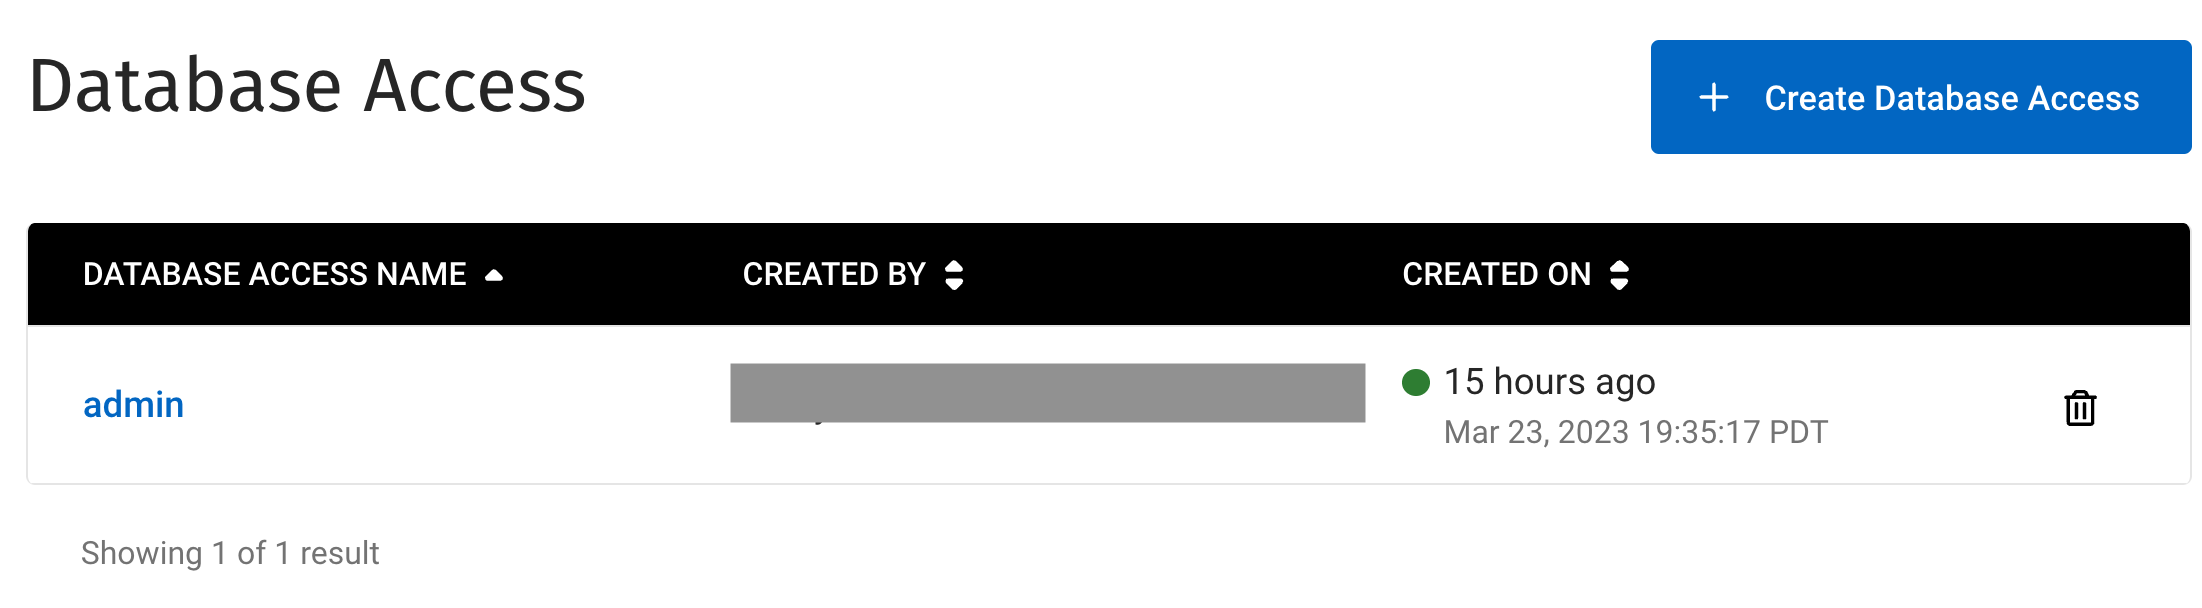 Database Access
+ Create Database Access
DATABASE ACCESS NAME
CREATED BY
CREATED ON
admin
15 hours ago
Mar 23, 2023 19:35:17 PDT
Showing 1 of 1 result